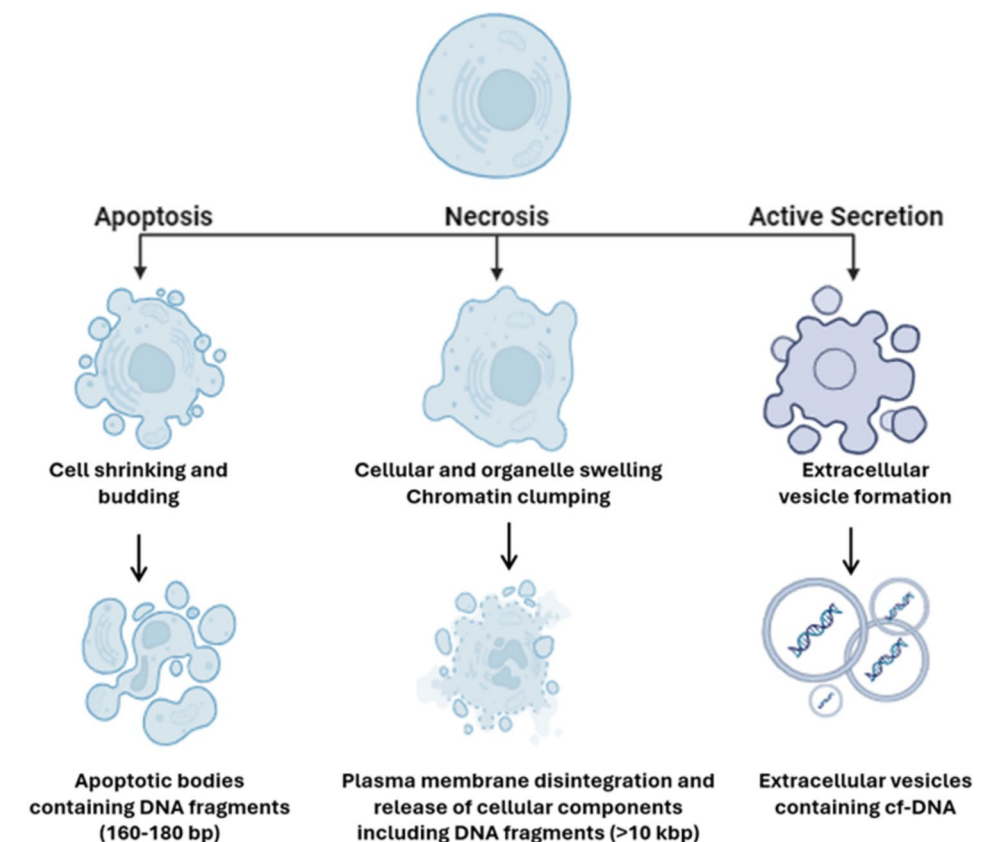 Apoptosis
Necrosis
Active Secretion
Cell shrinking and
budding
Cellular and organelle swelling
Chromatin clumping
Extracellular
vesicle formation
Apoptotic bodies
containing DNA fragments
(160-180 bp)
Plasma membrane disintegration and
release of cellular components
including DNA fragments (>10 kbp)
Extracellular vesicles
containing cf-DNA